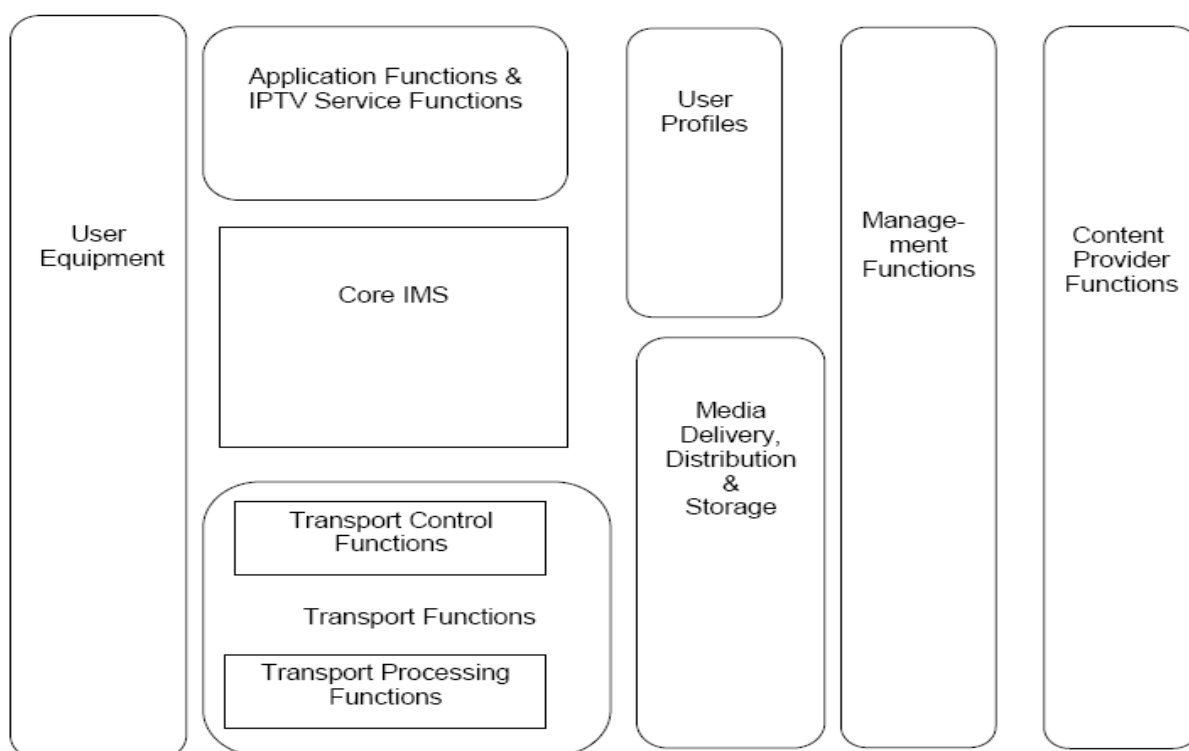 User
Equipment
Application Functions &
IPTV Service Functions
Core IMS
Transport Control
Functions
Transport Functions
Transport Processing
Functions
User
Profiles
Media
Delivery,
Distribution
&
Storage
Manage-
ment
Functions
Content
Provider
Functions